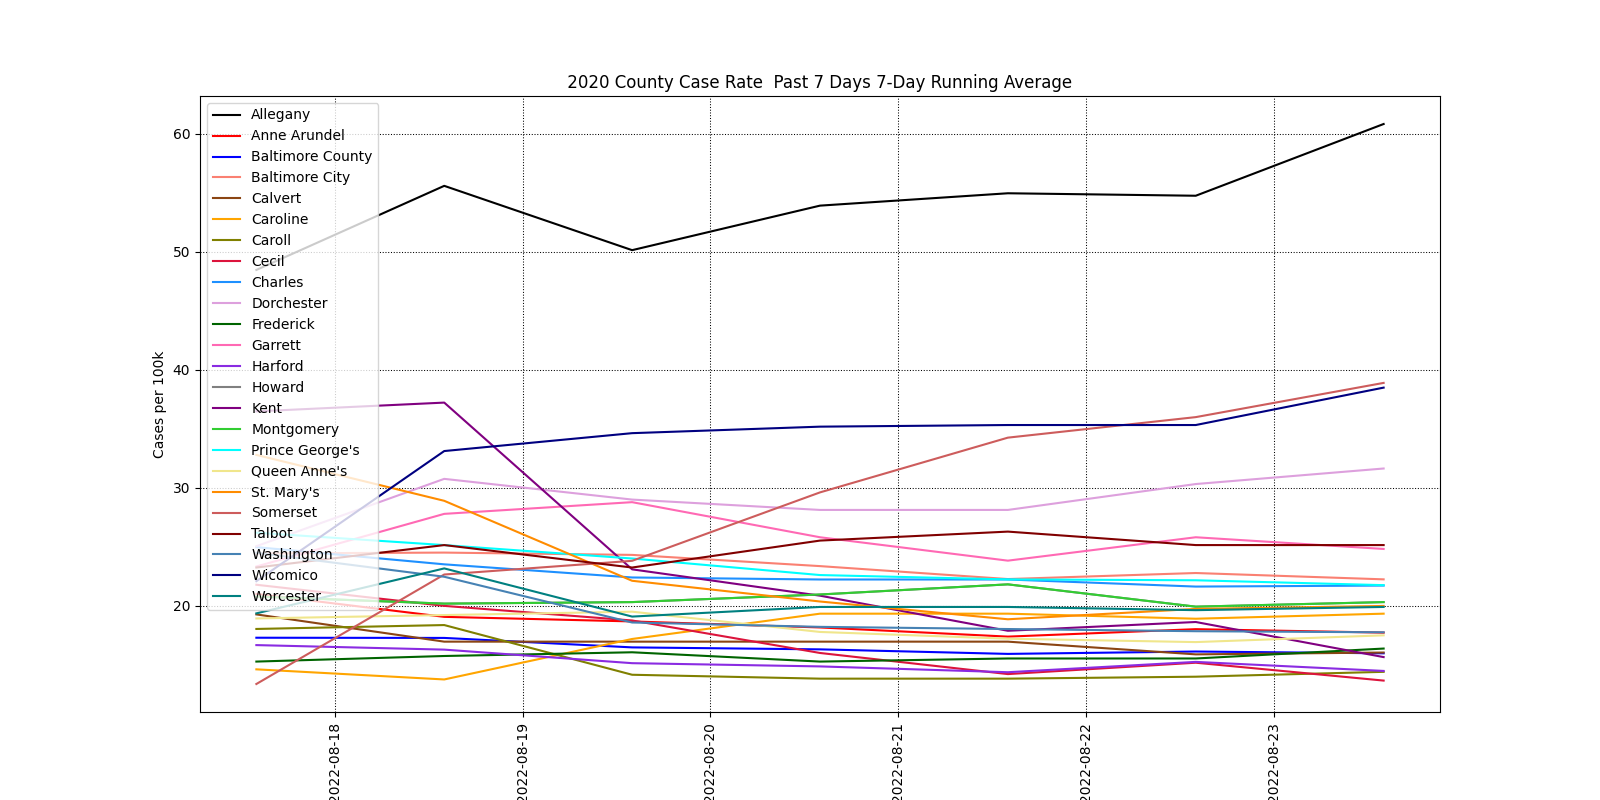 2020 County Case Rate  Past 7 Days 7-Day Running Average
Allegany
Anne Arundel
Baltimore County
Baltimore City
Calvert
Caroline
Caroll
Cecil
Charles
Dorchester
Frederick
Garrett
Harford
Howard
Kent
Montgomery
Prince George's
Queen Anne's
St. Mary's
Somerset
Talbot
Washington
Wicomico
Worcester
Cases per 100k
60
50
40
30
20
2022-08-18
2022-08-19
2022-08-20
2022-08-21
2022-08-22
2022-08-23